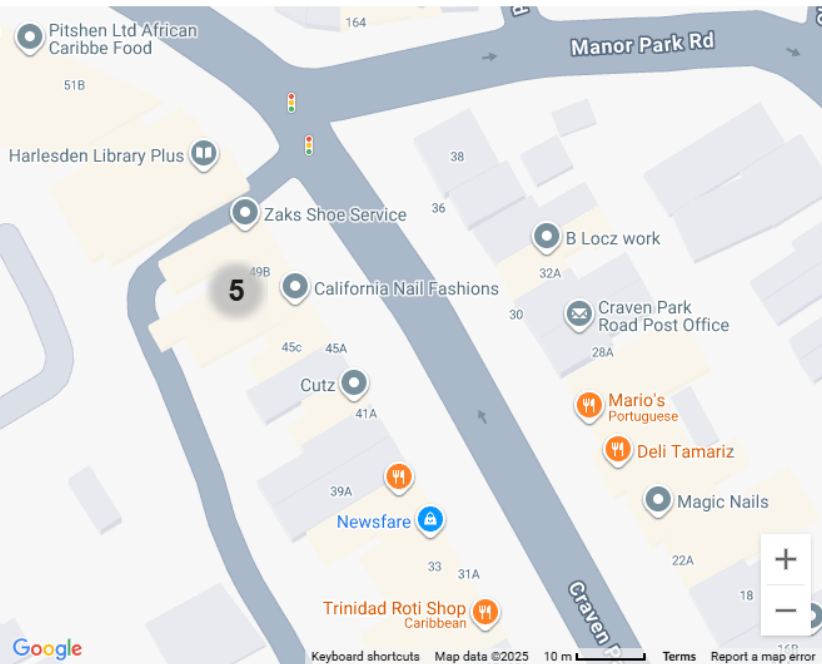 Pitshen Ltd African
Caribbe Food
164
Manor Park Rd
51B
Harlesden Library Plus
38
36
Zaks Shoe Service
B Locz work
49B
32A
5
California Nail Fashions
30
Craven Park
Road Post Office
28A
45c
45A
Cutz
41A
Mario's
Portuguese
Deli Tamariz
39A
Magic Nails
Newsfare
22A
33
31A
18
Trinidad Roti Shop
Caribbean
Craven
16B
Google
Keyboard shortcuts
Map data ©2025
10 m
Terms
Report a map error